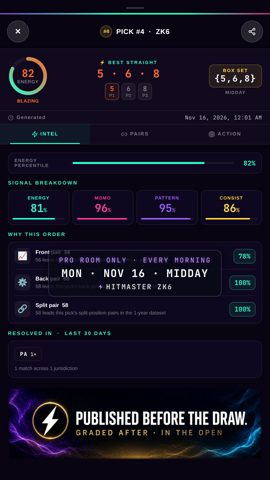 #4 PICK #4 · ZK6
82
ENERGY
BLAZING
⚡ BEST STRAIGHT
5 · 6 · 8
5 6 8
P1 P2 P3
BOX SET
{5,6,8}
MIDDAY
Generated Nov 16, 2026, 12:01 AM
INTEL PAIRS ACTION
ENERGY PERCENTILE 82%
SIGNAL BREAKDOWN
ENERGY MOMO PATTERN CONSIST
81% 96% 95% 86%
WHY THIS ORDER
Front pair
78%
PRO ROOM ONLY · EVERY MORNING
MON · NOV 16 · MIDDAY
⚡ HITMASTER ZK6
Back
100%
Split pair 58
58 leads this pick's split-position pairs in the 1-year dataset
100%
RESOLVED IN · LAST 30 DAYS
PA 1×
1 match across 1 jurisdiction
PUBLISHED BEFORE THE DRAW.
GRADED AFTER · IN THE OPEN